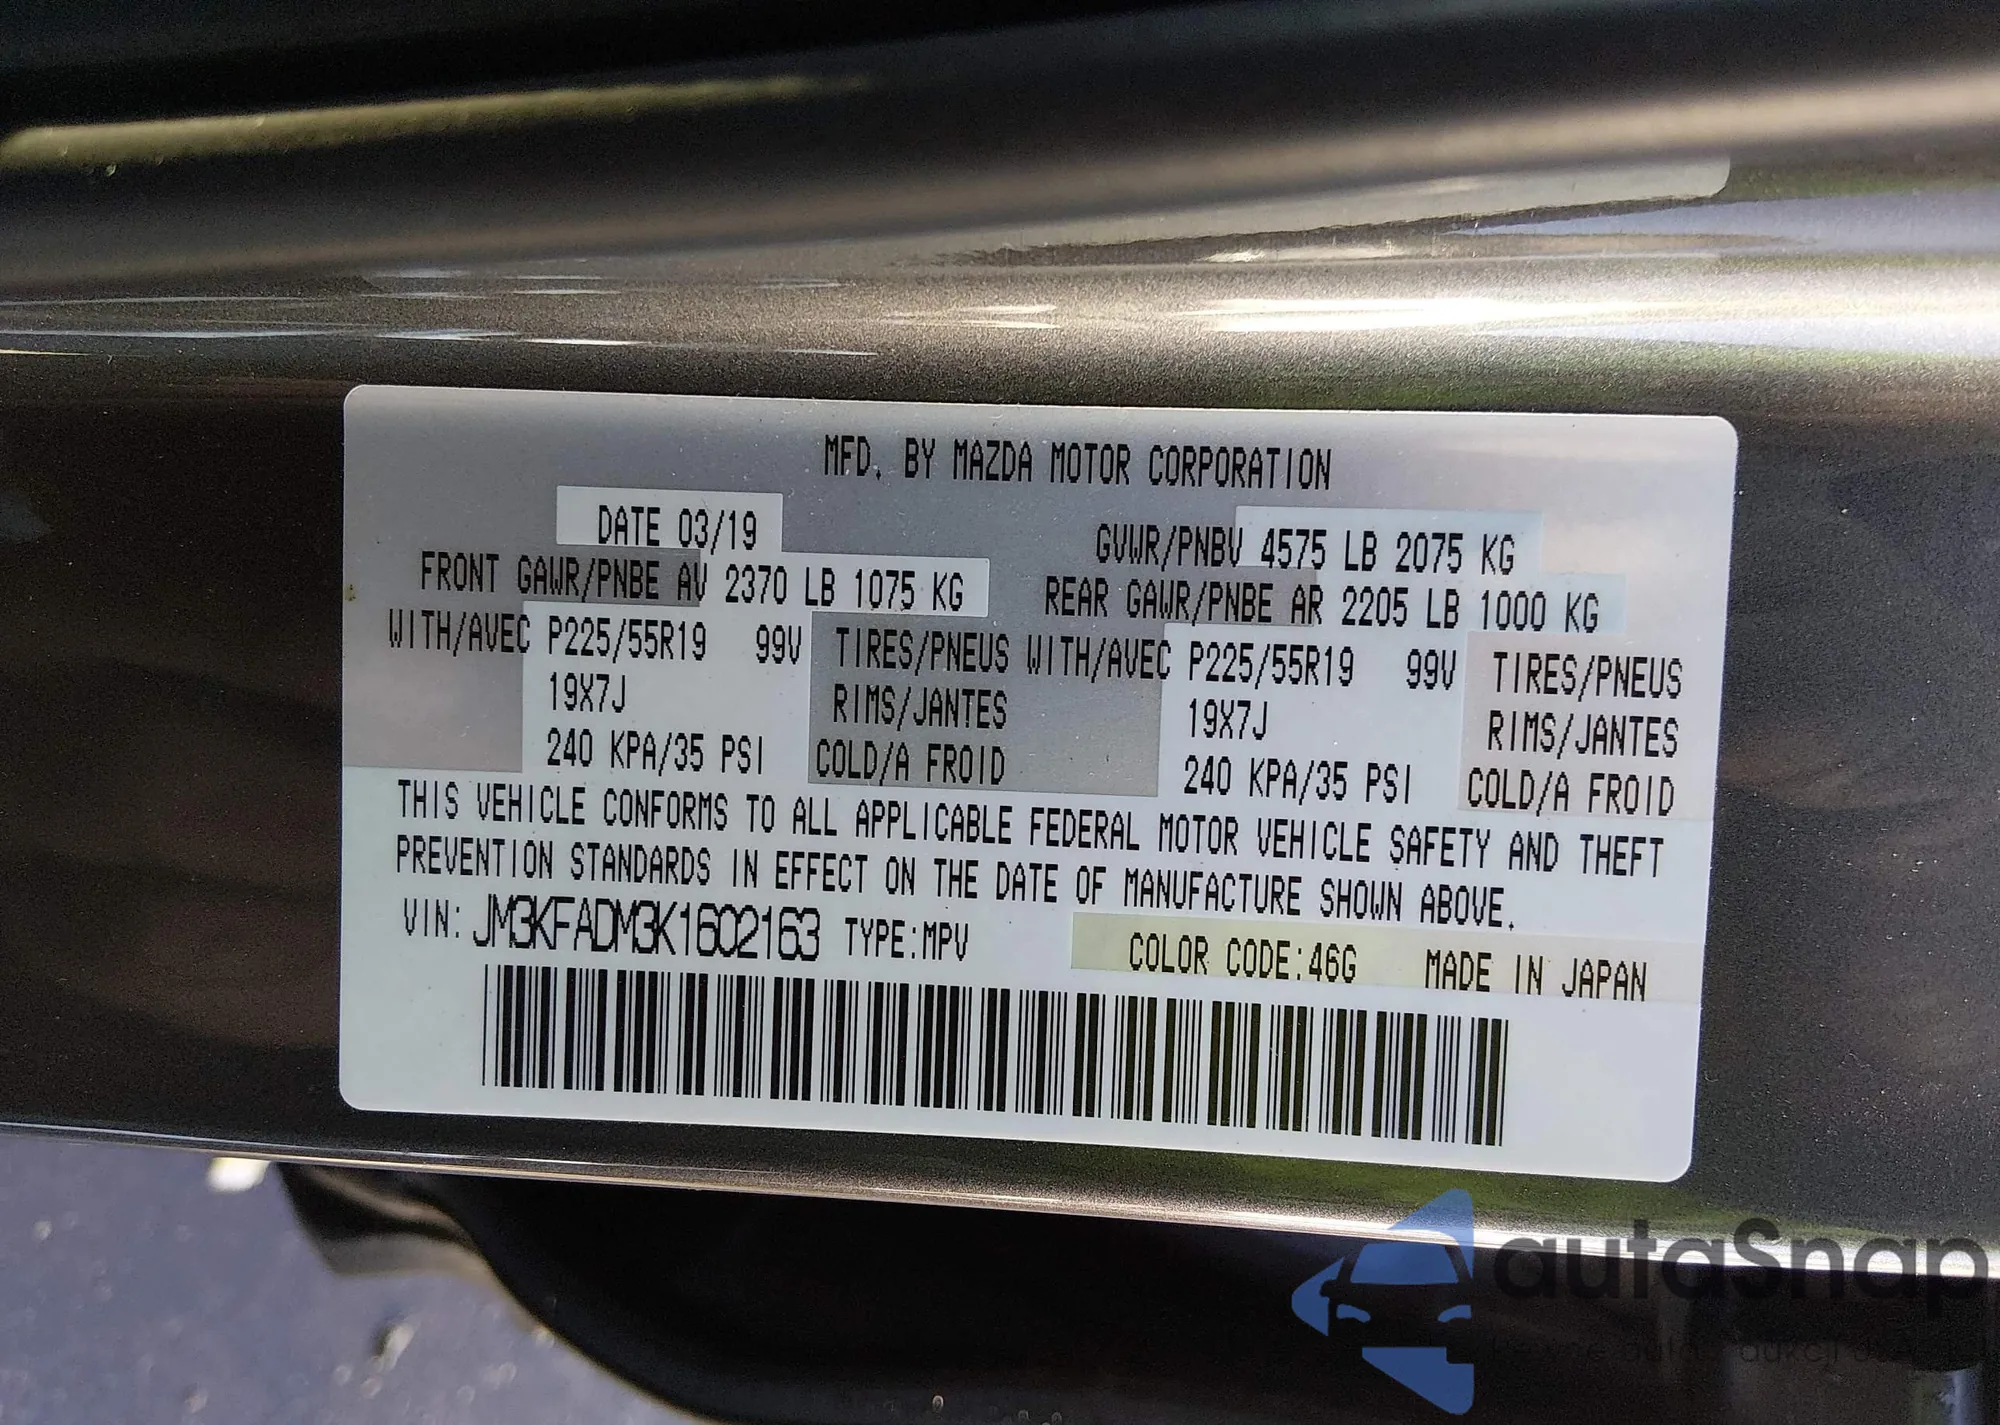 MFD. BY MAZDA MOTOR CORPORATION
DATE 03/19 GVWR/PNBV 4575 LB 2075 KG
FRONT GAWR/PNBE AV 2370 LB 1075 KG REAR GAWR/PNBE AR 2205 LB 1000 KG
WITH/AVEC P225/55R19 99V TIRES/PNEUS WITH/AVEC P225/55R19 99V TIRES/PNEUS
19X7J RIMS/JANTES 19X7J RIMS/JANTES
240 KPA/35 PSI COLD/A FROID 240 KPA/35 PSI COLD/A FROID
THIS VEHICLE CONFORMS TO ALL APPLICABLE FEDERAL MOTOR VEHICLE SAFETY AND THEFT
PREVENTION STANDARDS IN EFFECT ON THE DATE OF MANUFACTURE SHOWN ABOVE.
VIN: JM3KFADM3K1602163 TYPE:MPV COLOR CODE:46G MADE IN JAPAN
autaSnap